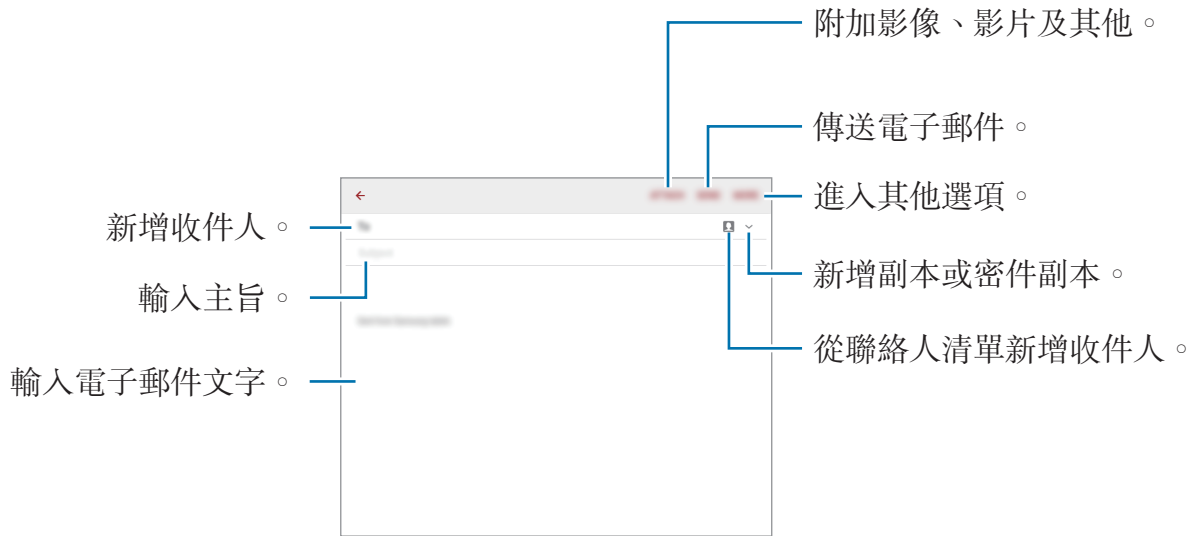 附加影像、影片及其他。
傳送電子郵件。
進入其他選項。
新增收件人。
新增副本或密件副本。
輸入主旨。
從聯絡人清單新增收件人。
輸入電子郵件文字。